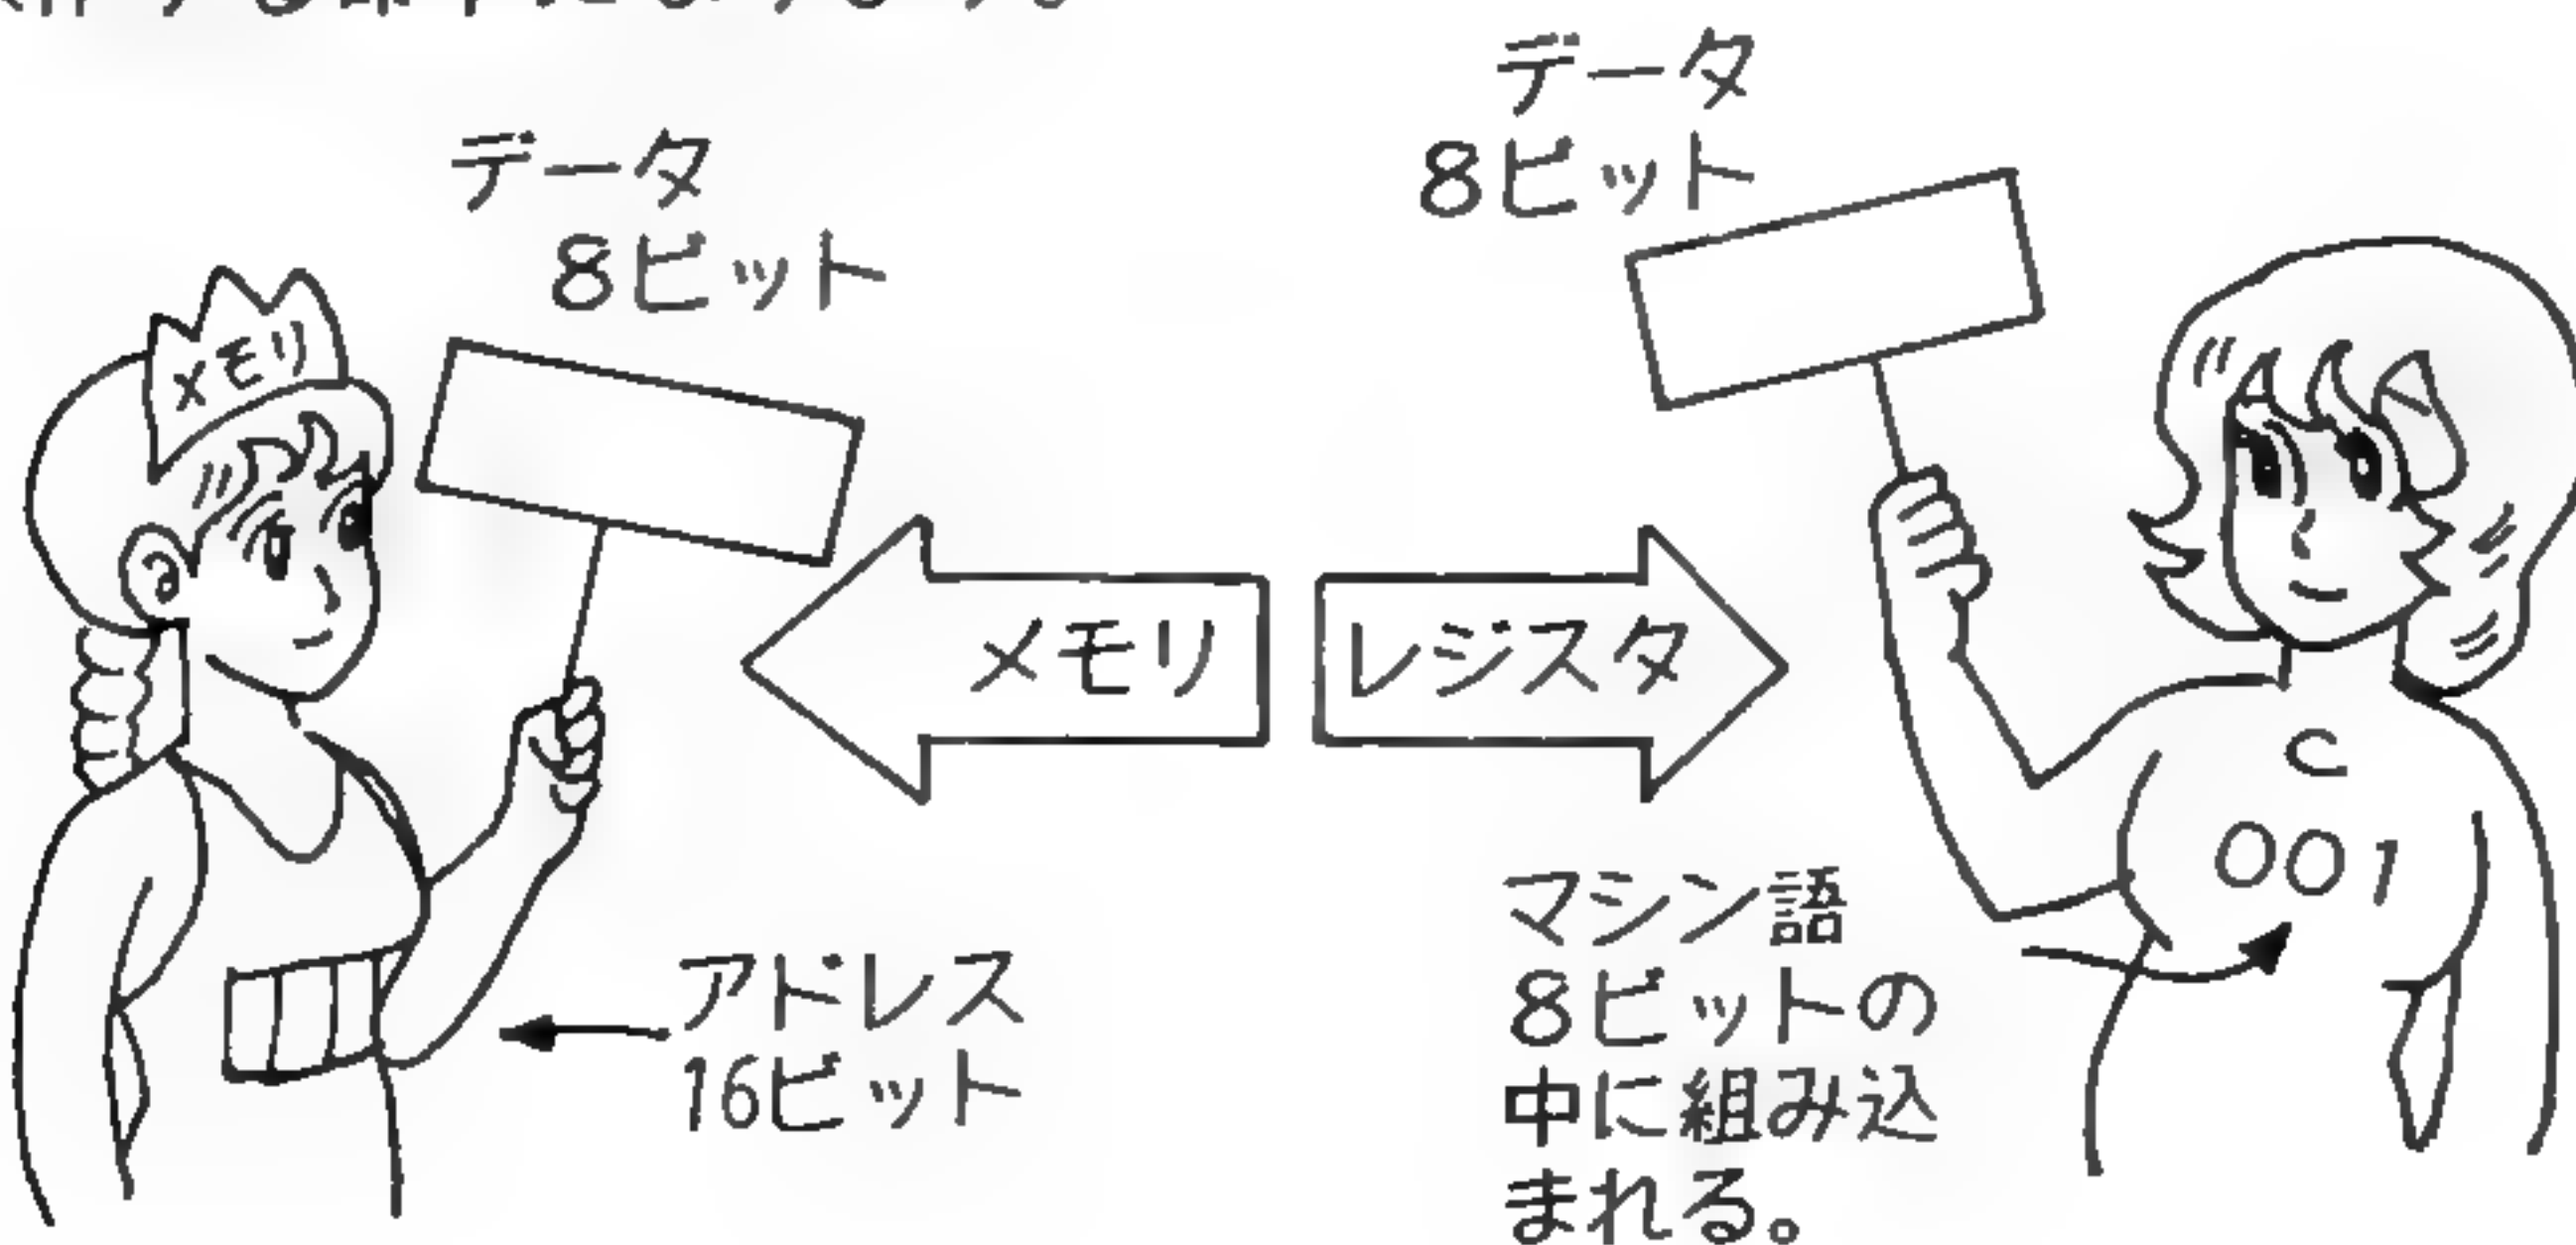 データ
8ビット
データ
8ビット
メモリ
メモリ
レジスタ
C
001
アドレス
16ビット
マシン語
8ビットの
中に組み込
まれる。